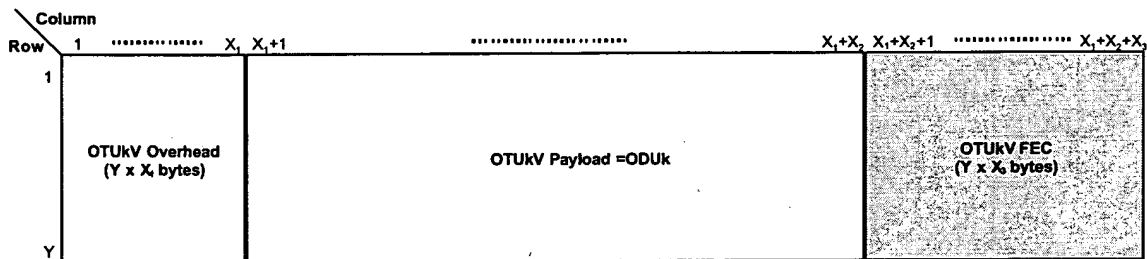 Column
Row 1 X1 X1+1 X1+X2 X1+X2+1 X1+X2+X3
1
OTUkV Overhead
(Y x X1 bytes)
OTUkV Payload =ODUk
OTUkV FEC
(Y x X3 bytes)
Y